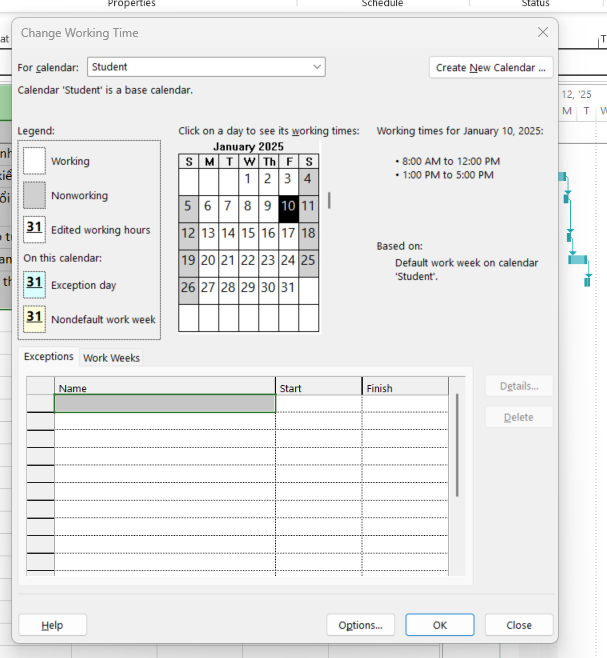 Properties Schedule Status
Change Working Time
For calendar: Student Create New Calendar ...
Calendar 'Student' is a base calendar.
12, '25
M T W
Legend:
Working
Nonworking
31 Edited working hours
On this calendar:
31 Exception day
31 Nondefault work week
Click on a day to see its working times:
January 2025
S M T W Th F S
1 2 3 4
5 6 7 8 9 10 11
12 13 14 15 16 17 18
19 20 21 22 23 24 25
26 27 28 29 30 31
Working times for January 10, 2025:
• 8:00 AM to 12:00 PM
• 1:00 PM to 5:00 PM
Based on:
Default work week on calendar
'Student'.
Exceptions Work Weeks
Name Start Finish
Details...
Delete
Help Options... OK Close